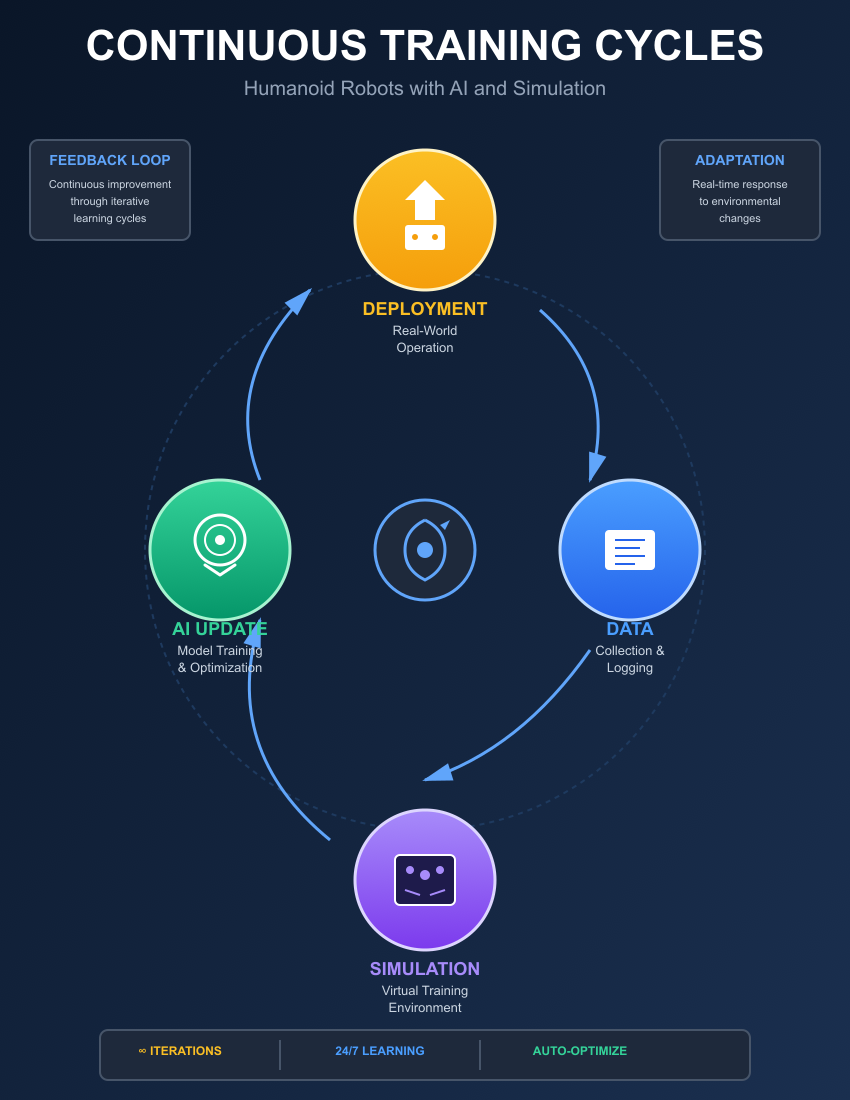 CONTINUOUS TRAINING CYCLES
Humanoid Robots with AI and Simulation
FEEDBACK LOOP
Continuous improvement
through iterative
learning cycles
ADAPTATION
Real-time response
to environmental
changes
DEPLOYMENT
Real-World
Operation
AI UPDATE
Model Training
& Optimization
DATA
Collection &
Logging
SIMULATION
Virtual Training
Environment
∞ ITERATIONS
24/7 LEARNING
AUTO-OPTIMIZE